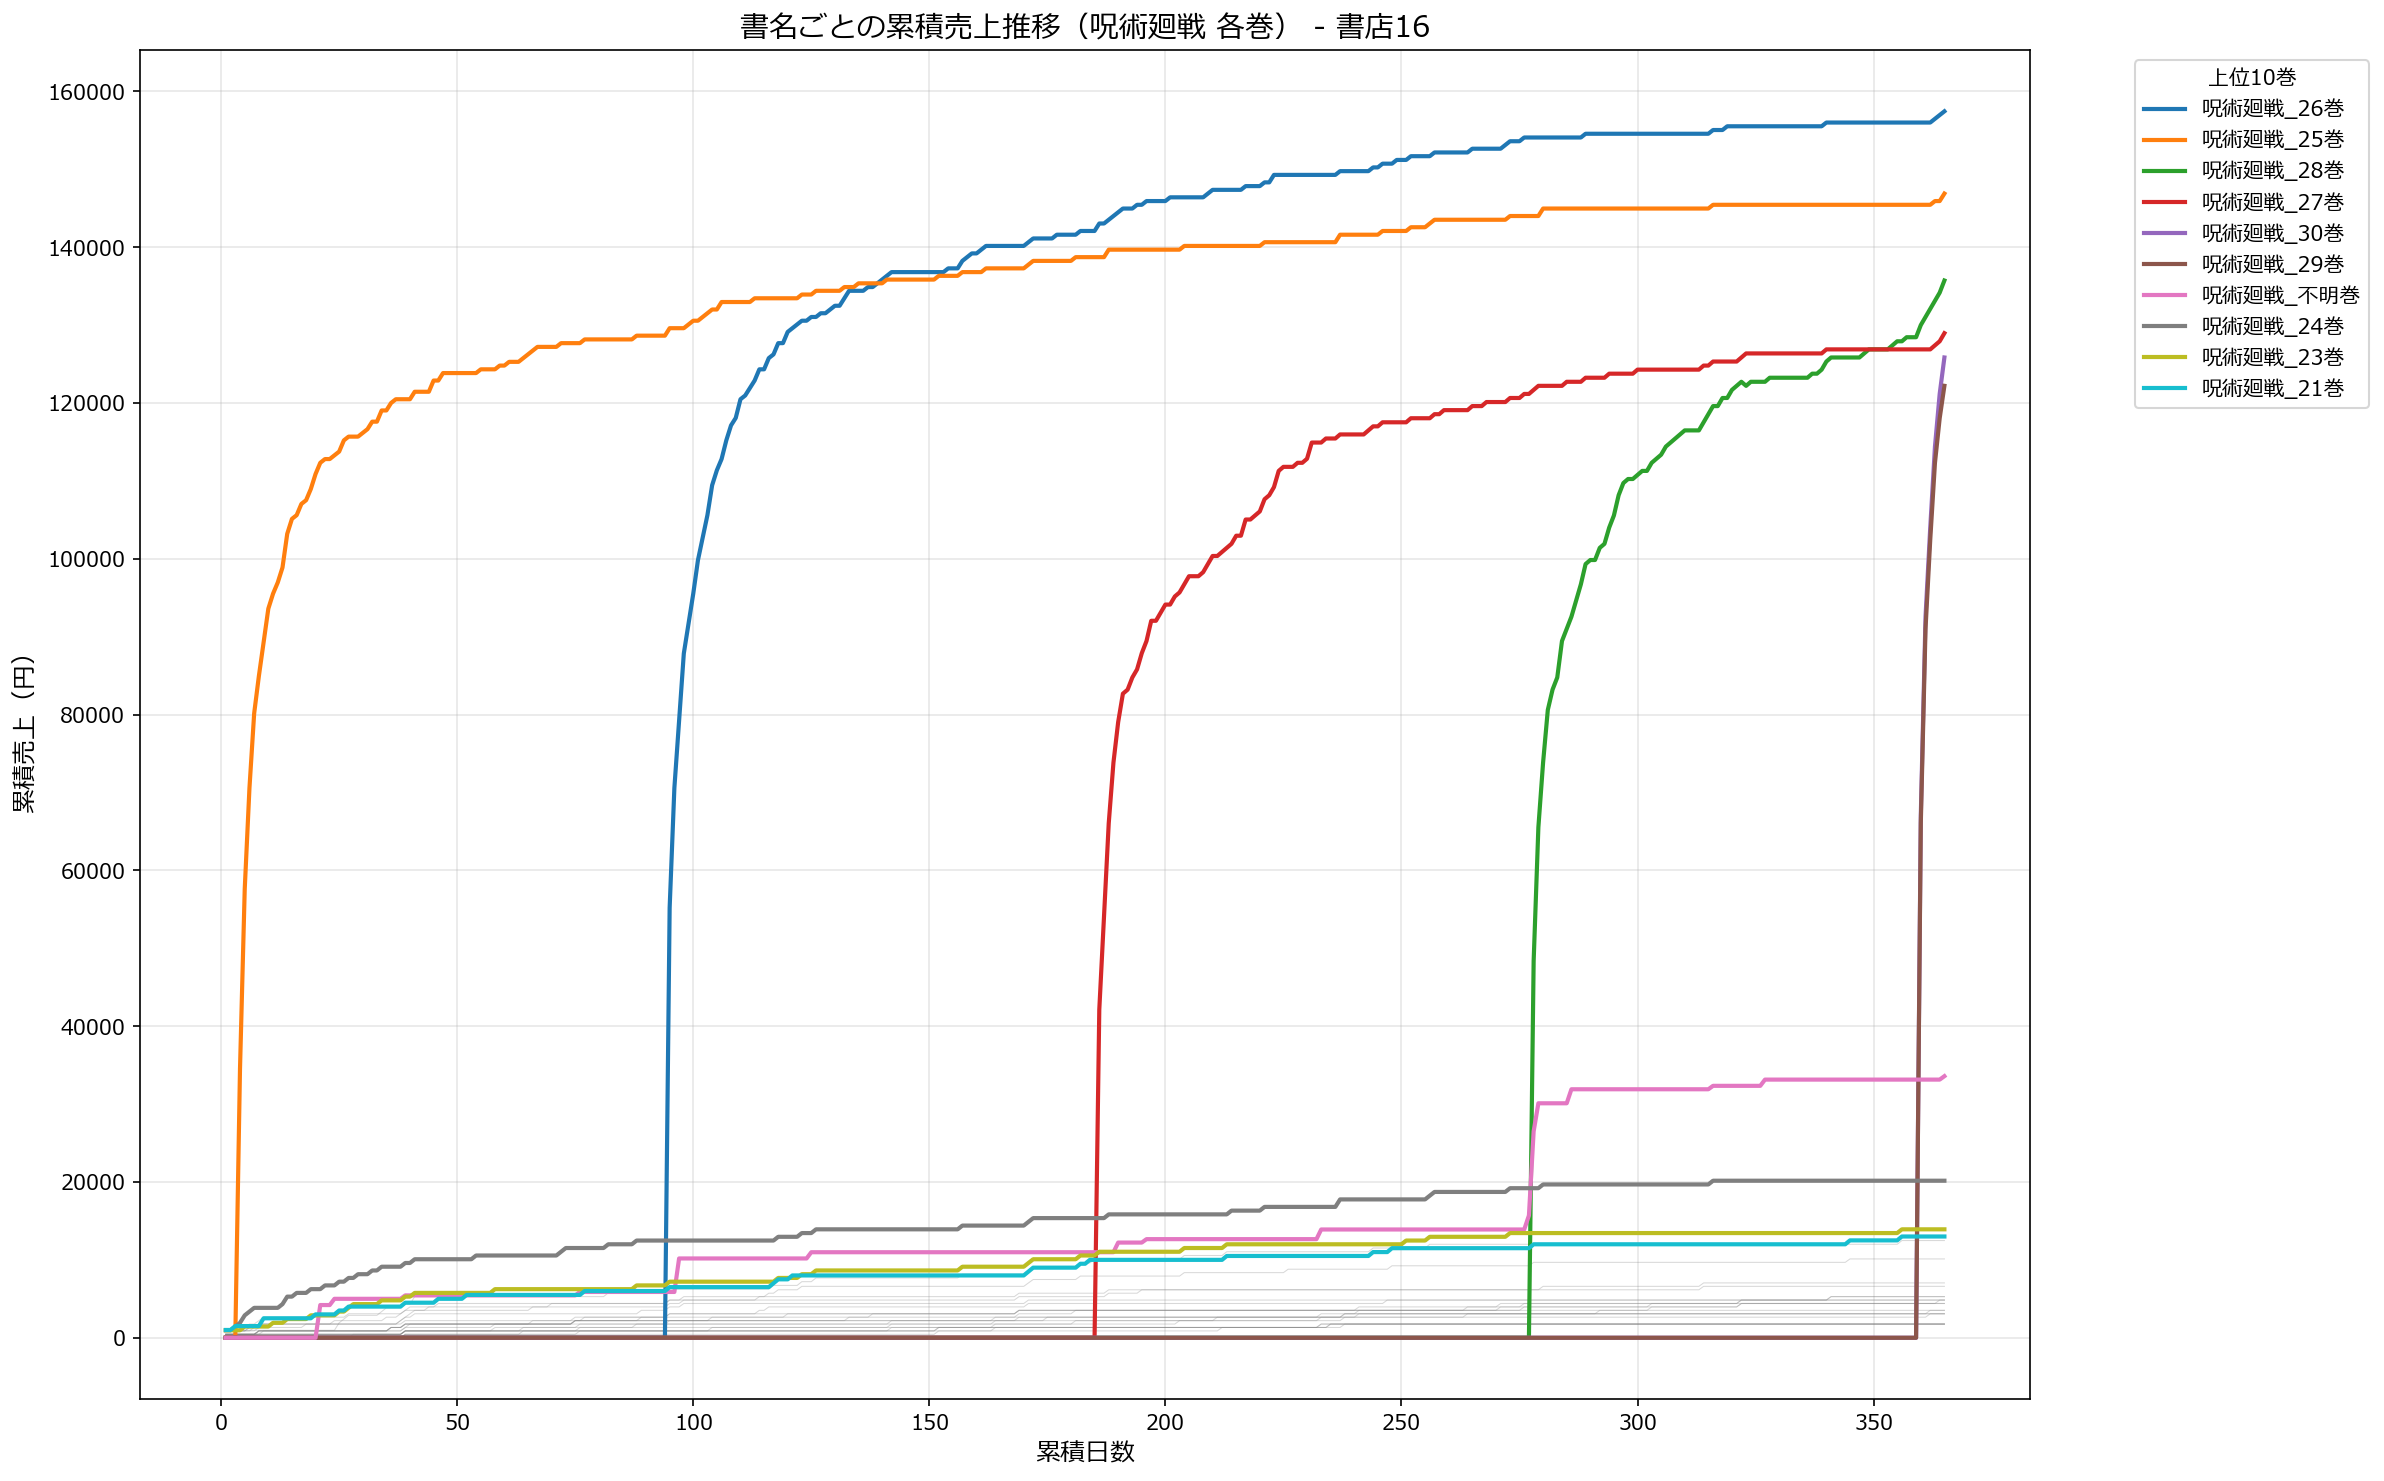 書名ごとの累積売上推移（呪術廻戦 各巻） - 書店16
累積売上（円）
160000
140000
120000
100000
80000
60000
40000
20000
0
0 50 100 150 200 250 300 350
累積日数
上位10巻
呪術廻戦_26巻
呪術廻戦_25巻
呪術廻戦_28巻
呪術廻戦_27巻
呪術廻戦_30巻
呪術廻戦_29巻
呪術廻戦_不明巻
呪術廻戦_24巻
呪術廻戦_23巻
呪術廻戦_21巻